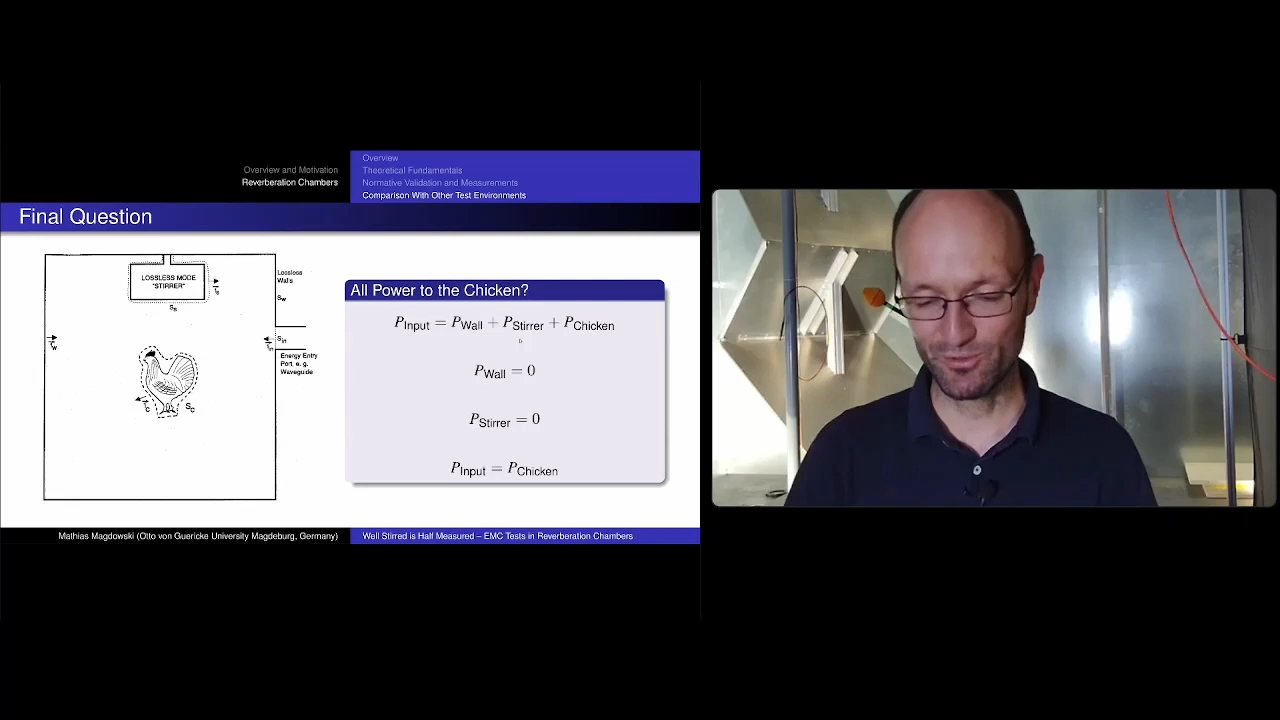 Overview and Motivation
Reverberation Chambers
Overview
Theoretical Fundamentals
Normative Validation and Measurements
Comparison With Other Test Environments
Final Question
LOSSLESS MODE
"STIRRER"
Lossless
Walls
Energy Entry
Port, e. g.
Waveguide
All Power to the Chicken?
P_Input = P_Wall + P_Stirrer + P_Chicken
P_Wall = 0
P_Stirrer = 0
P_Input = P_Chicken
Mathias Magdowski (Otto von Guericke University Magdeburg, Germany)
Well Stirred is Half Measured – EMC Tests in Reverberation Chambers